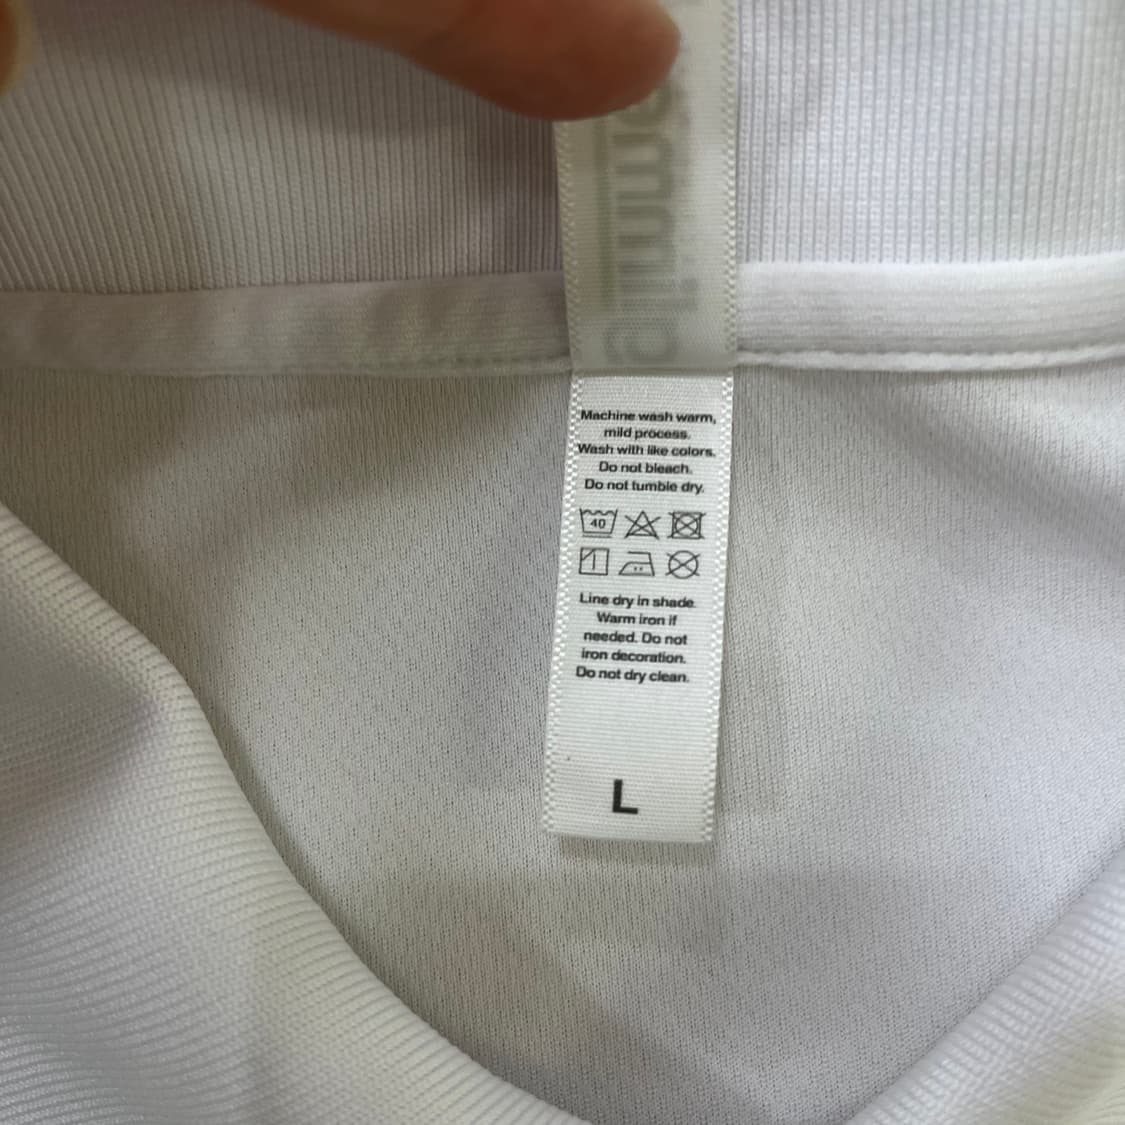 Machine wash warm,
mild process.
Wash with like colors.
Do not bleach.
Do not tumble dry.
40
Line dry in shade.
Warm iron if
needed. Do not
iron decoration.
Do not dry clean.
L